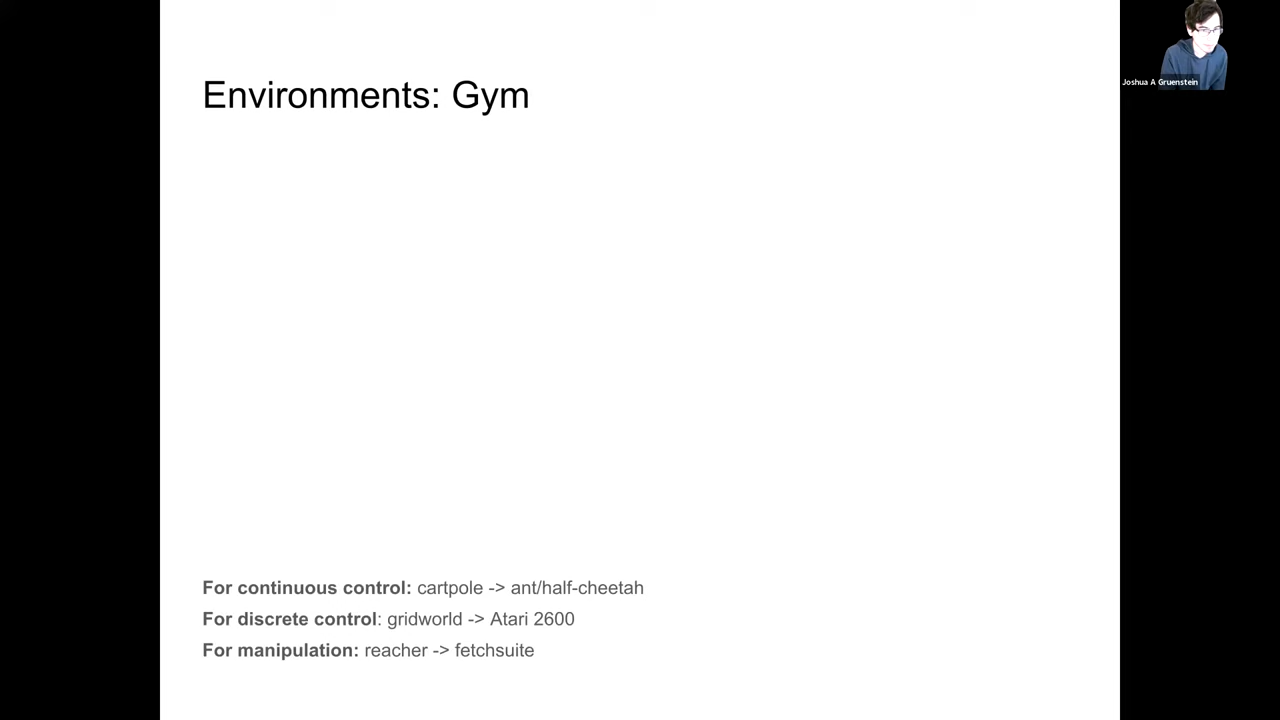 Environments: Gym
Joshua A Gruenstein
For continuous control: cartpole -> ant/half-cheetah
For discrete control: gridworld -> Atari 2600
For manipulation: reacher -> fetchsuite